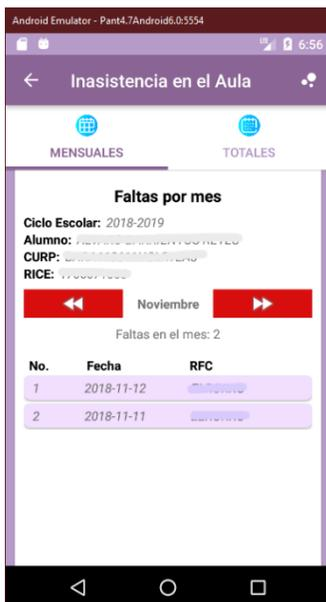 Android Emulator - Pant4.7Android6.0:5554
6:56
Inasistencia en el Aula
MENSUALES TOTALES
Faltas por mes
Ciclo Escolar: 2018-2019
Alumno:
CURP:
RICE:
Noviembre
Faltas en el mes: 2
No. Fecha RFC
1 2018-11-12
2 2018-11-11